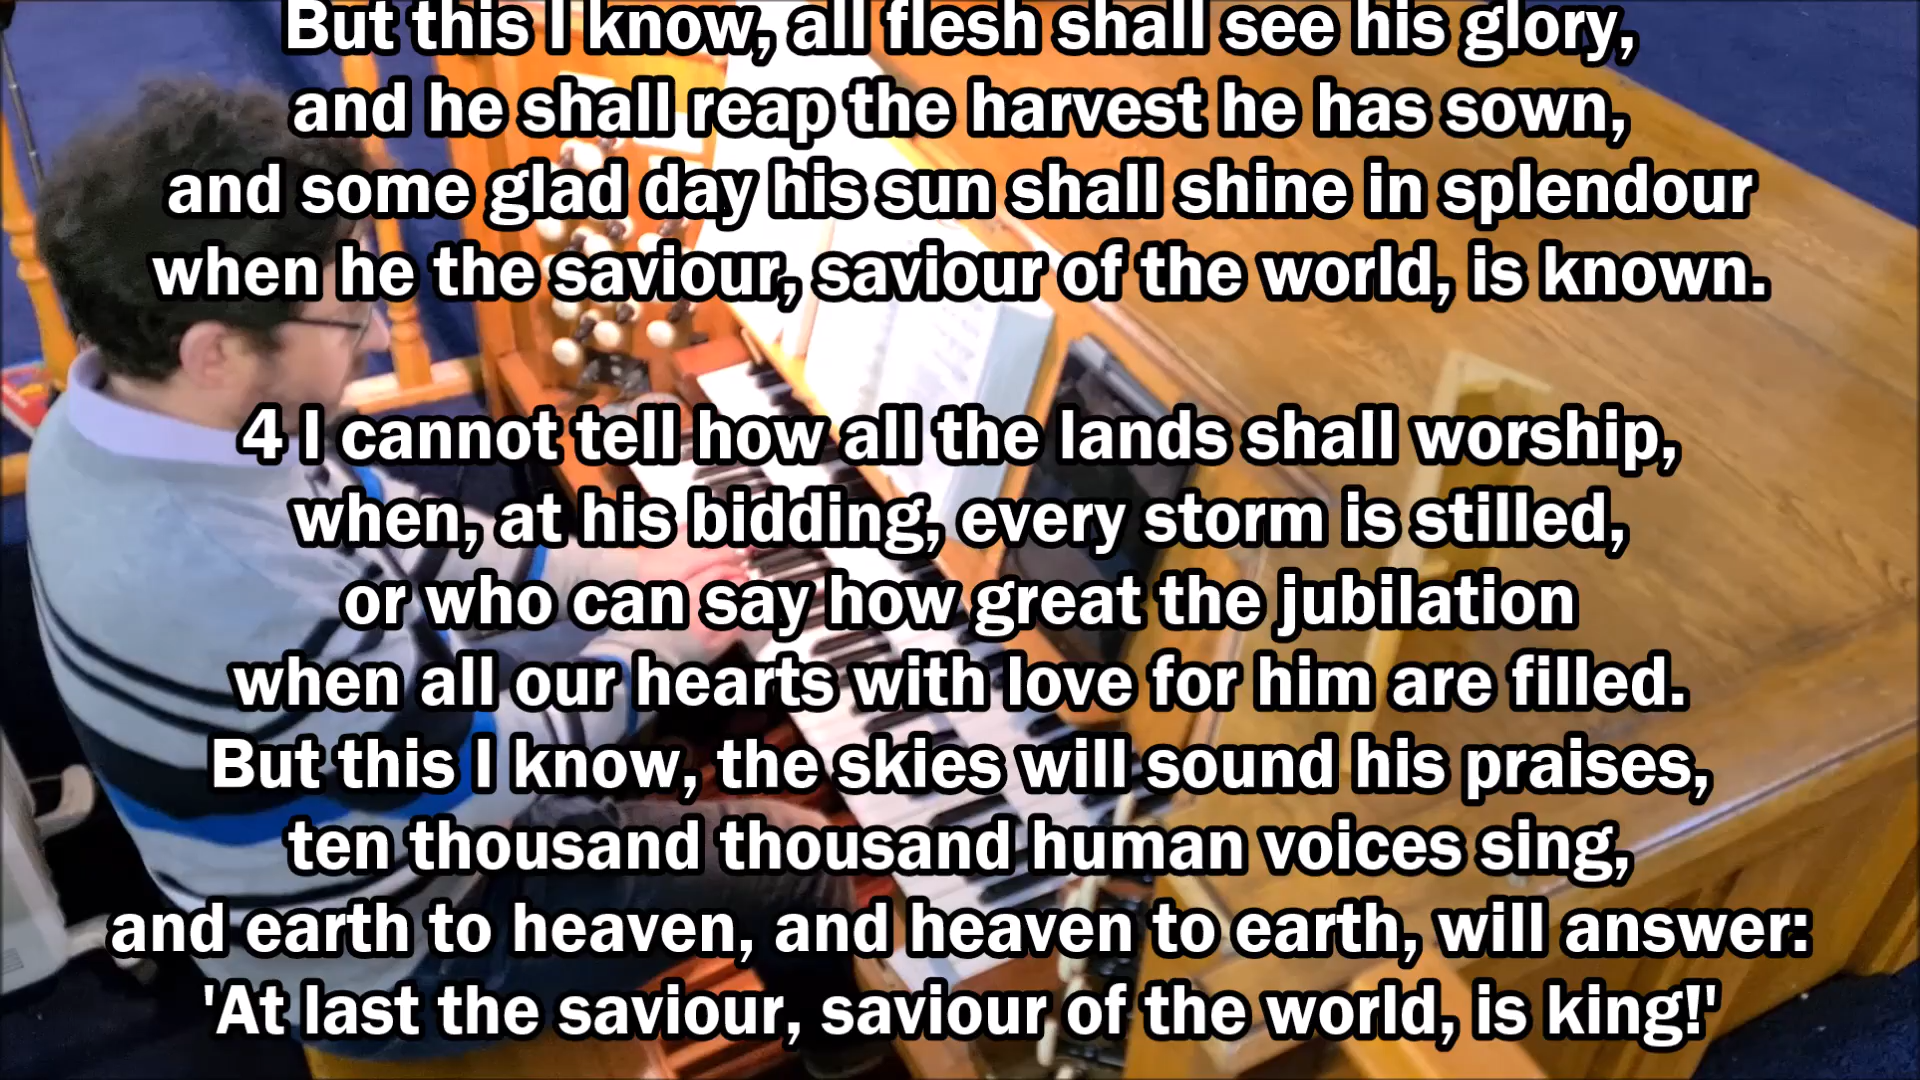 But this I know, all flesh shall see his glory,
and he shall reap the harvest he has sown,
and some glad day his sun shall shine in splendour
when he the saviour, saviour of the world, is known.
4 I cannot tell how all the lands shall worship,
when, at his bidding, every storm is stilled,
or who can say how great the jubilation
when all our hearts with love for him are filled.
But this I know, the skies will sound his praises,
ten thousand thousand human voices sing,
and earth to heaven, and heaven to earth, will answer:
'At last the saviour, saviour of the world, is king!'